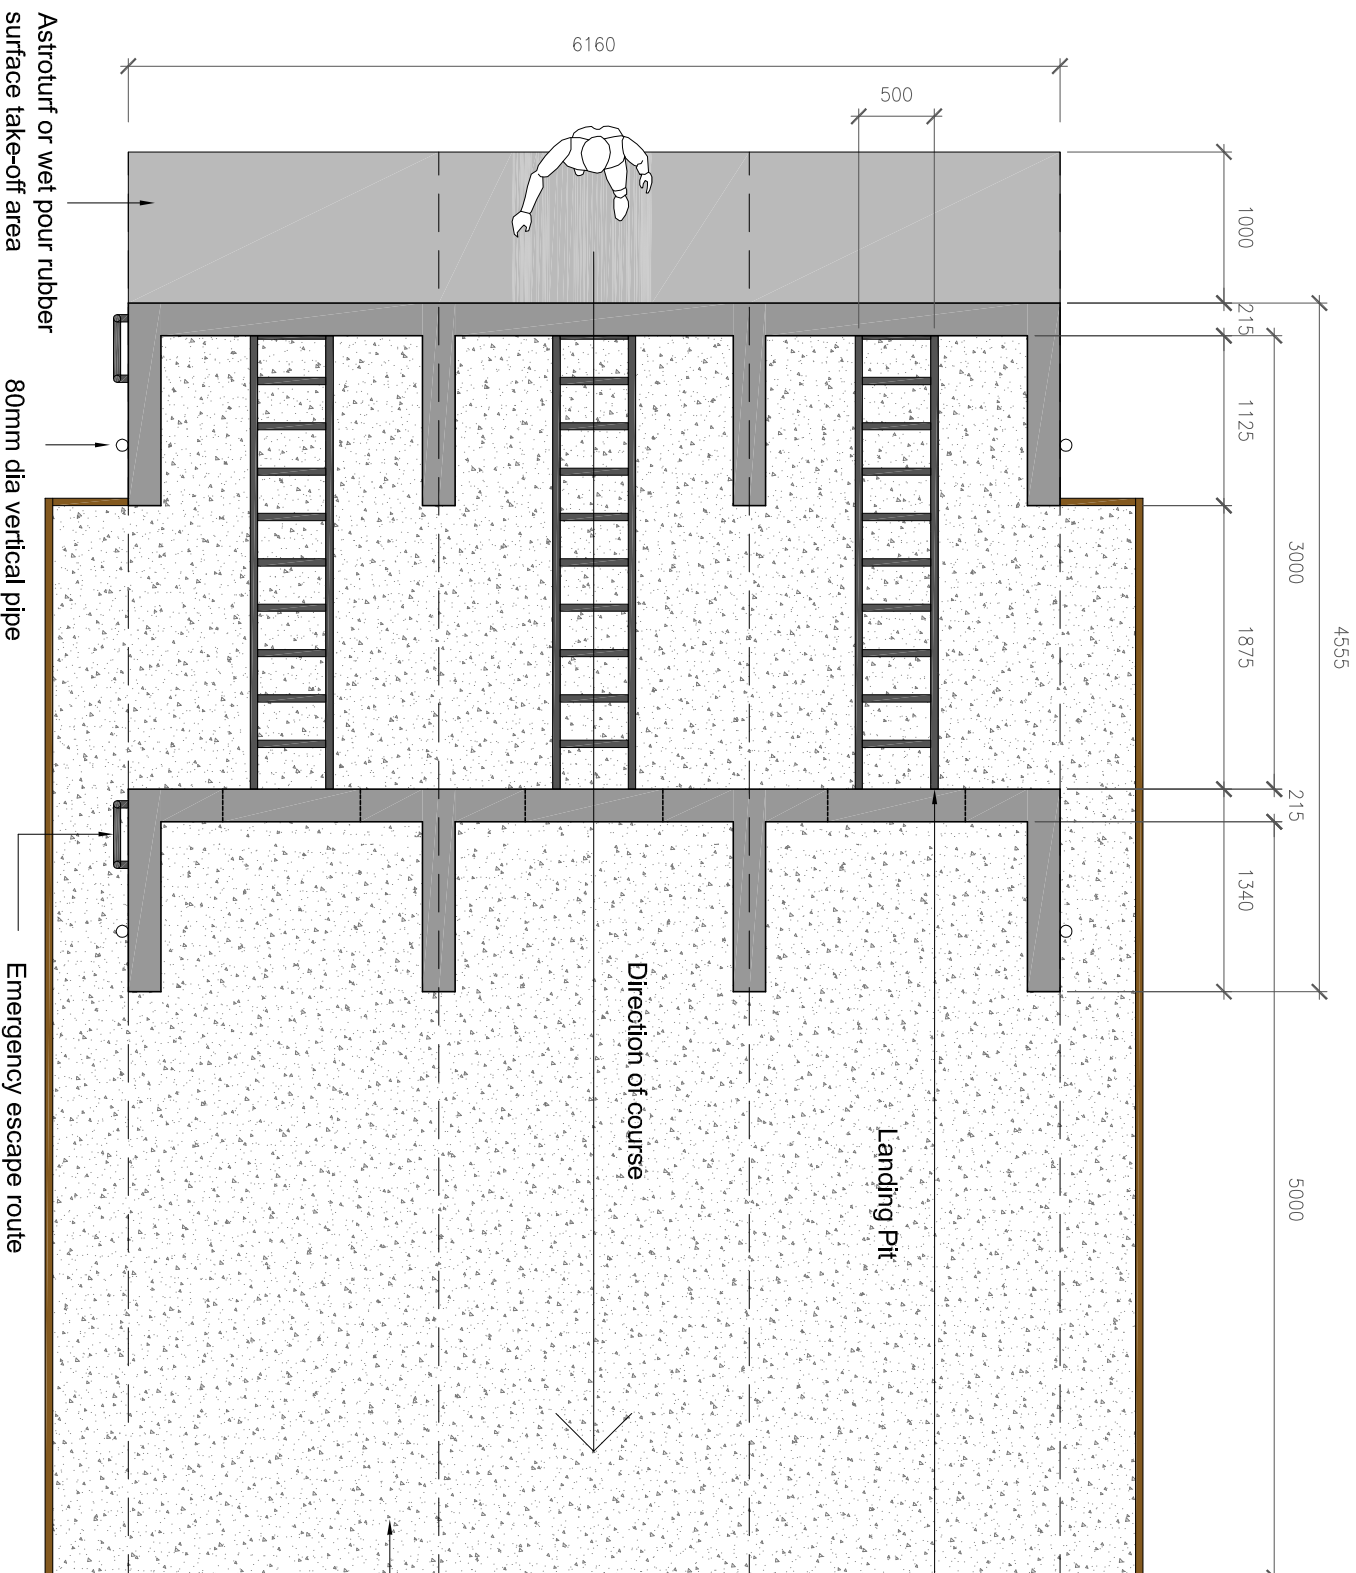 6160
500
1000
215
1125
3000
4555
1875
215
1340
5000
Astroturf or wet pour rubber
surface take-off area
80mm dia vertical pipe
Emergency escape route
Direction of course
Landing Pit